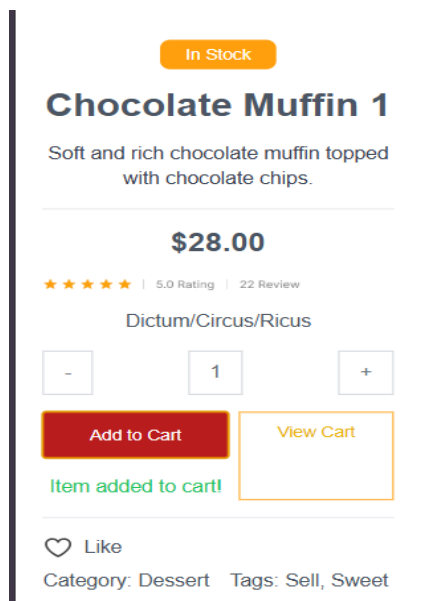 In Stock
Chocolate Muffin 1
Soft and rich chocolate muffin topped
with chocolate chips.
$28.00
5.0 Rating | 22 Review
Dictum/Circus/Ricus
- 1 +
Add to Cart View Cart
Item added to cart!
Like
Category: Dessert Tags: Sell, Sweet